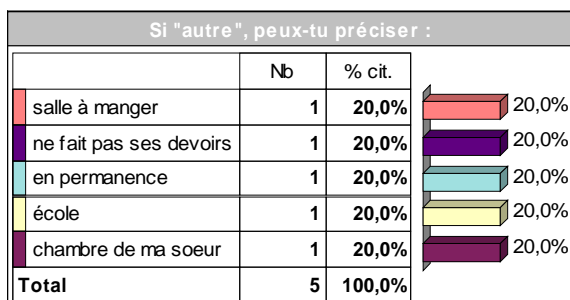 Si "autre", peux-tu préciser :
Nb % cit.
salle à manger 1 20,0% 20,0%
ne fait pas ses devoirs 1 20,0% 20,0%
en permanence 1 20,0% 20,0%
école 1 20,0% 20,0%
chambre de ma soeur 1 20,0% 20,0%
Total 5 100,0%